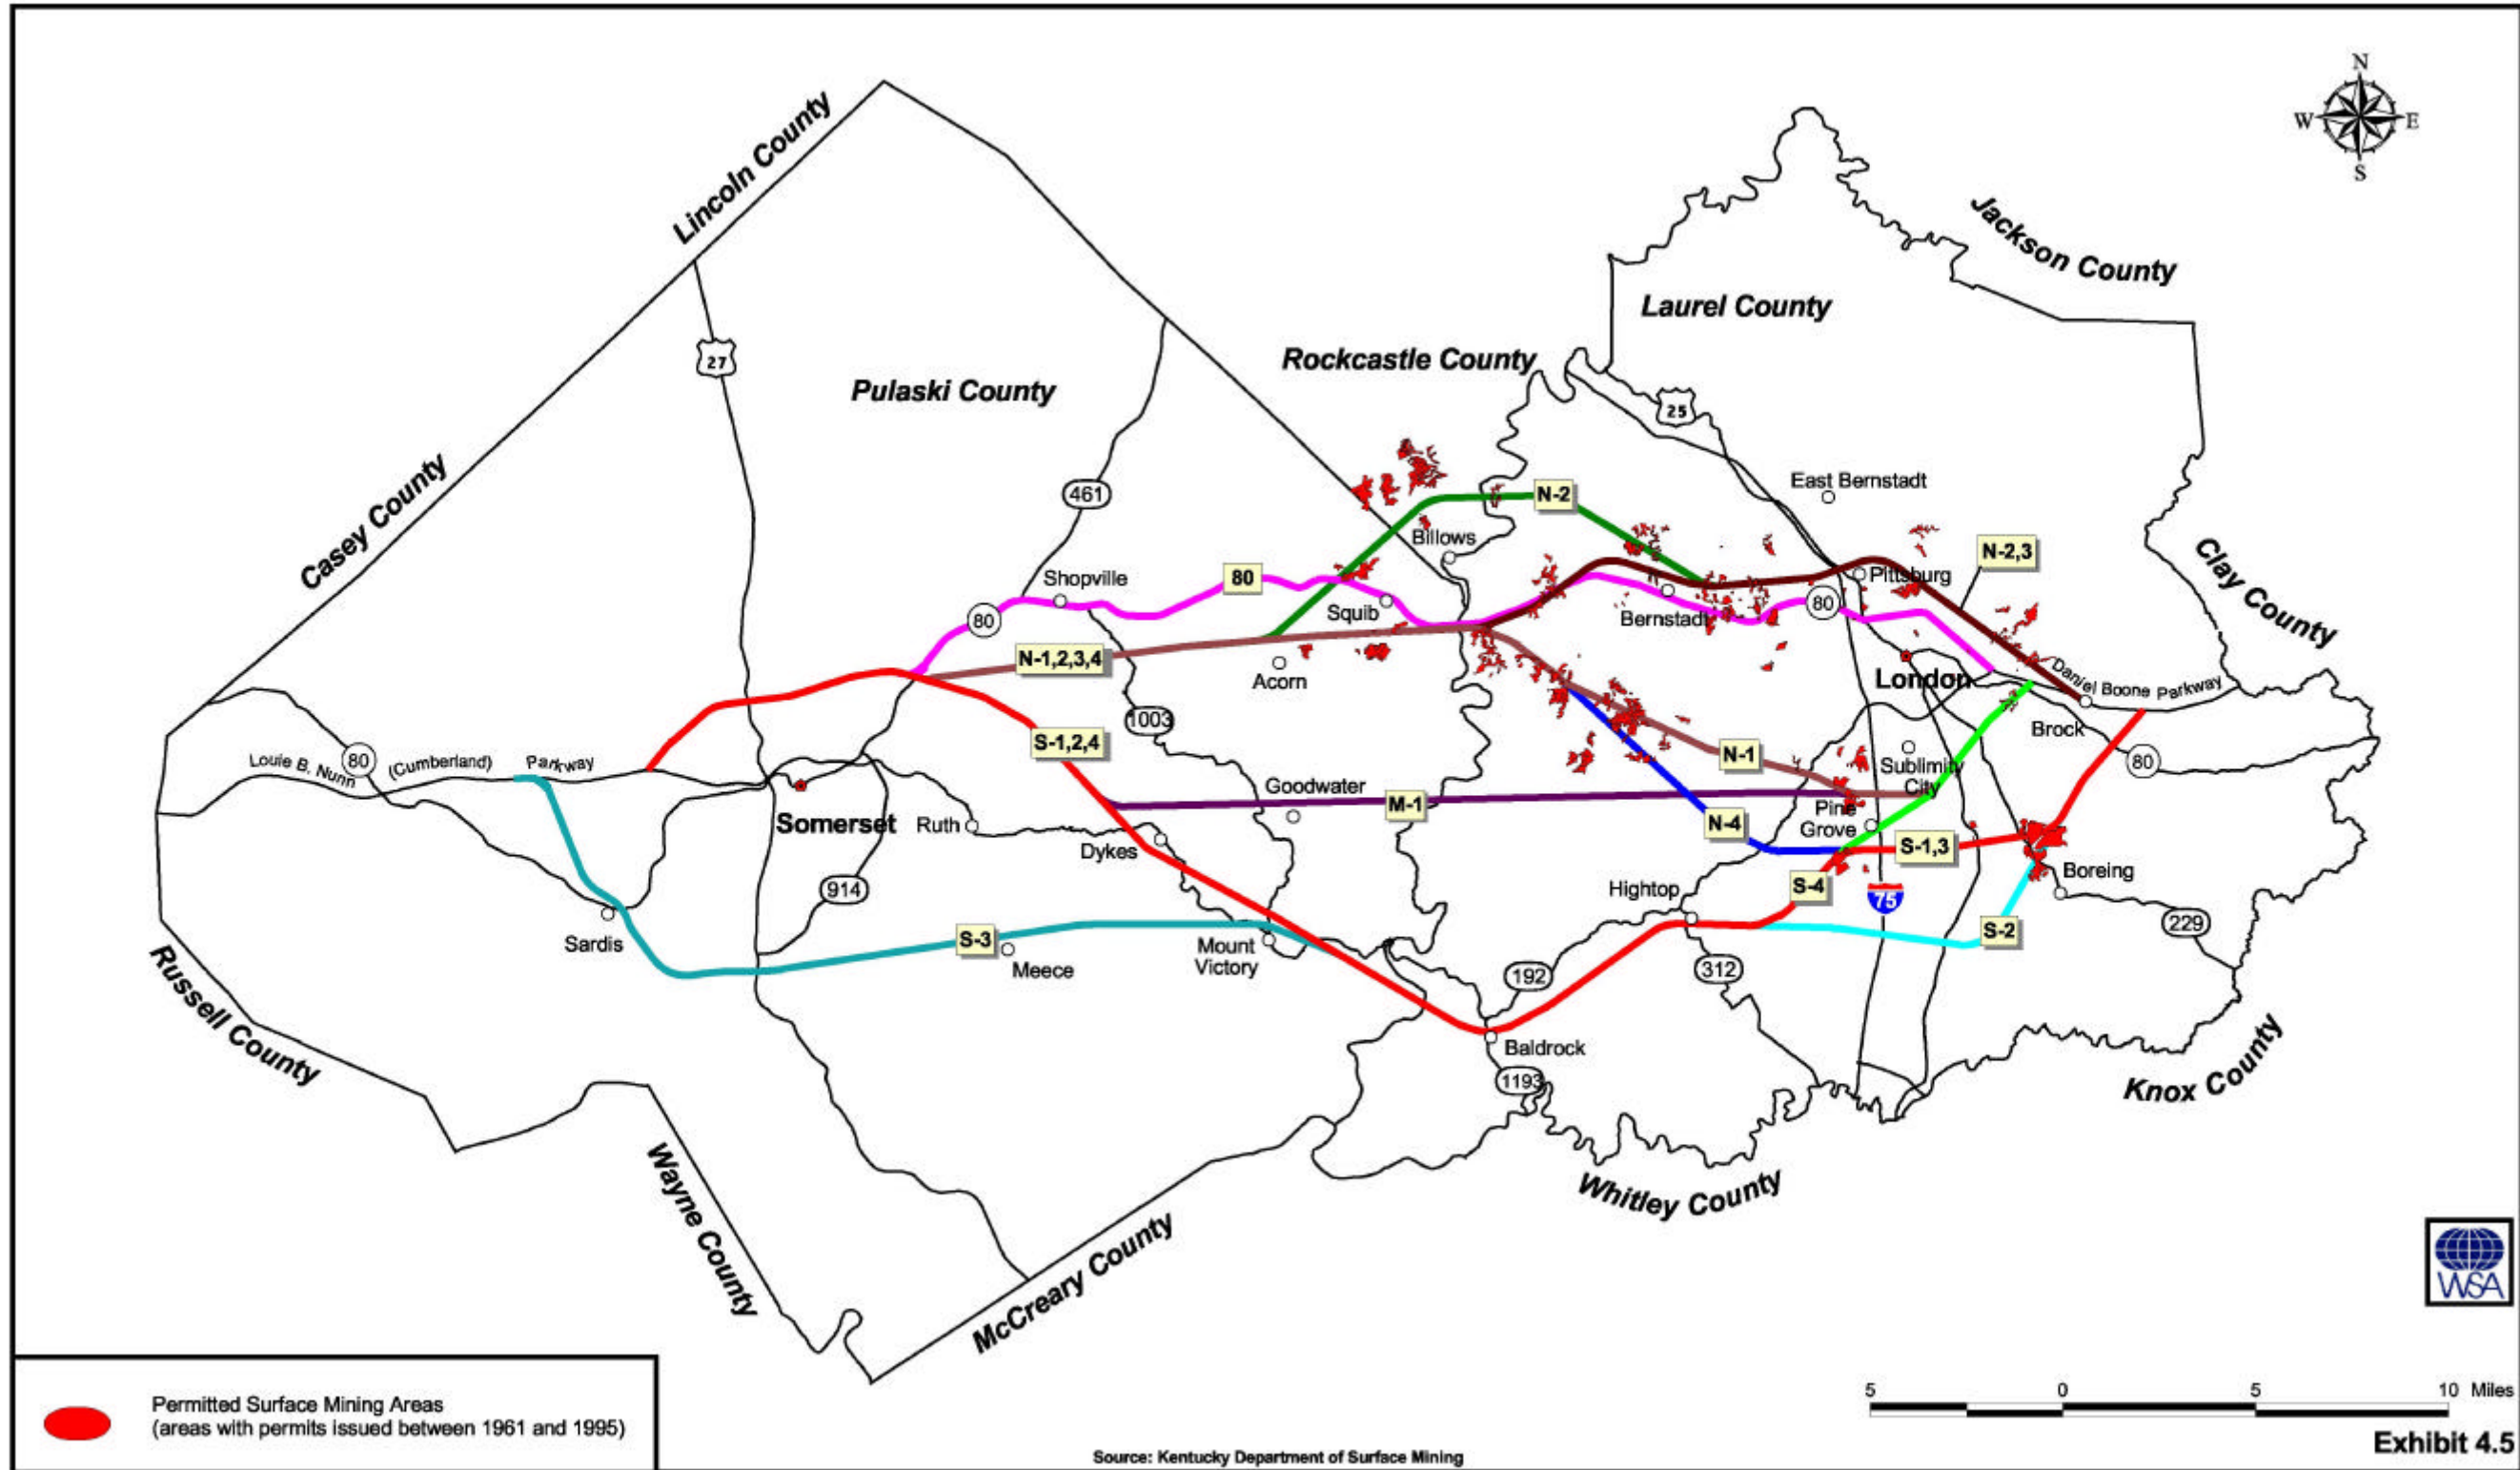 N
W E
S
Lincoln County
Jackson County
Laurel County
27
Rockcastle County
Pulaski County
25
Casey County
461
East Bernstadt
N-2
Billows
N-2,3
Clay County
Shopville
80
Pittsburg
80
Squib
Bernstadt
80
N-1,2,3,4
London
Daniel Boone Parkway
Acorn
1003
Brock
S-1,2,4
N-1
80
Louie B. Nunn
80
(Cumberland)
Parkway
Sublimity
City
Goodwater
M-1
Pine
Grove
N-4
Somerset
Ruth
Dykes
S-1,3
Boreing
914
Hightop
S-4
75
229
S-2
Sardis
S-3
Meece
Mount
Victory
192
312
Russell County
Baldrock
1193
Knox County
Wayne County
Whitley County
McCreary County
WSA
5 0 5 10 Miles
Permitted Surface Mining Areas
(areas with permits issued between 1961 and 1995)
Exhibit 4.5
Source: Kentucky Department of Surface Mining